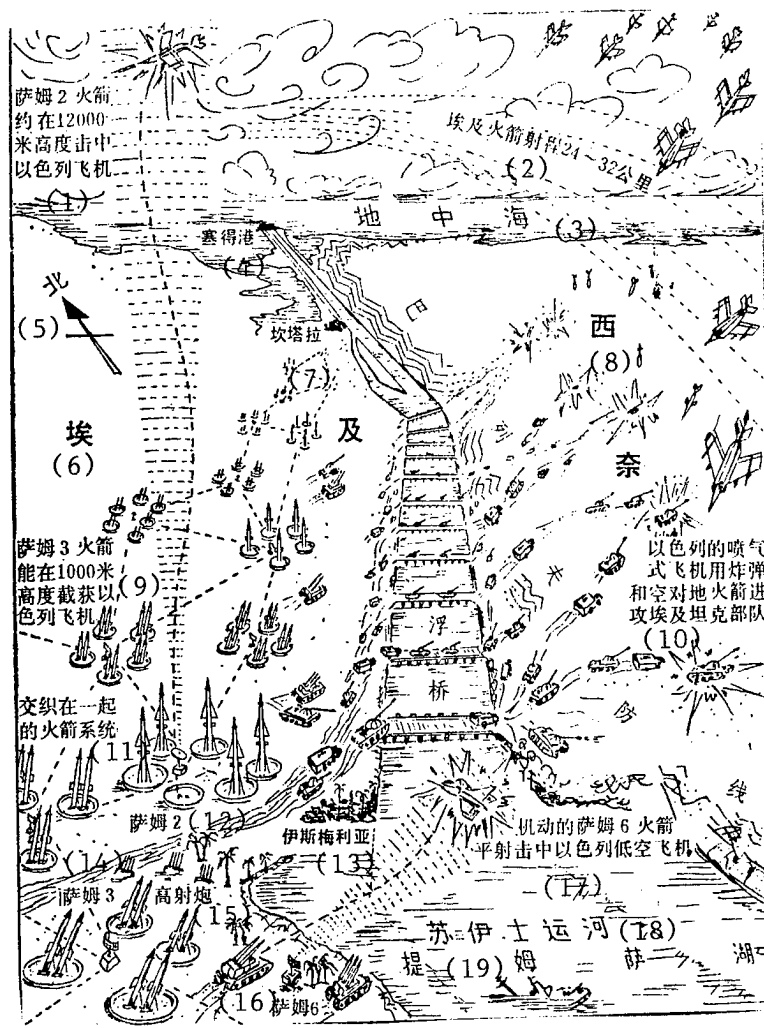 萨姆2火箭
约在12000
米高度击中
以色列飞机
(1)
埃及火箭射程24-32公里
(2)
地中海
(3)
塞得港
(4)
北
(5)
坎塔拉
巴
西
(8)
(7)
埃及
(6)
奈
萨姆3火箭
能在1000米
高度截获以
色列飞机
(9)
以色列的喷气
式飞机用炸弹
和空对地火箭进
攻埃及坦克部队
(10)
夫
浮
桥
防
线
交织在一起
的火箭系统
(11)
萨姆2
(12)
伊斯梅利亚
(13)
机动的萨姆6火箭
平射击中以色列低空飞机
(17)
(14)
萨姆3
高射炮
(15)
苏伊士运河(18)
提(19)姆萨湖
(16)萨姆6